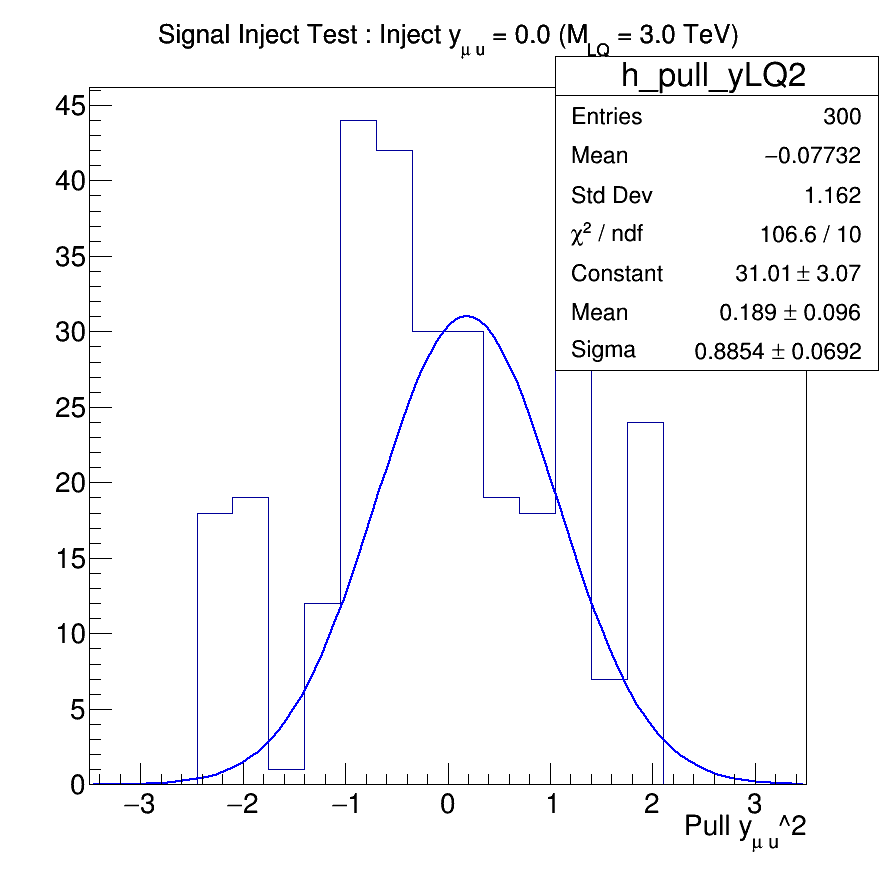 Signal Inject Test : Inject y_μ u = 0.0 (M_LQ = 3.0 TeV)
h_pull_yLQ2
Entries 300
Mean −0.07732
Std Dev 1.162
χ² / ndf 106.6 / 10
Constant 31.01 ± 3.07
Mean 0.189 ± 0.096
Sigma 0.8854 ± 0.0692
45
40
35
30
25
20
15
10
5
0
−3 −2 −1 0 1 2 3
Pull y_μ u^2